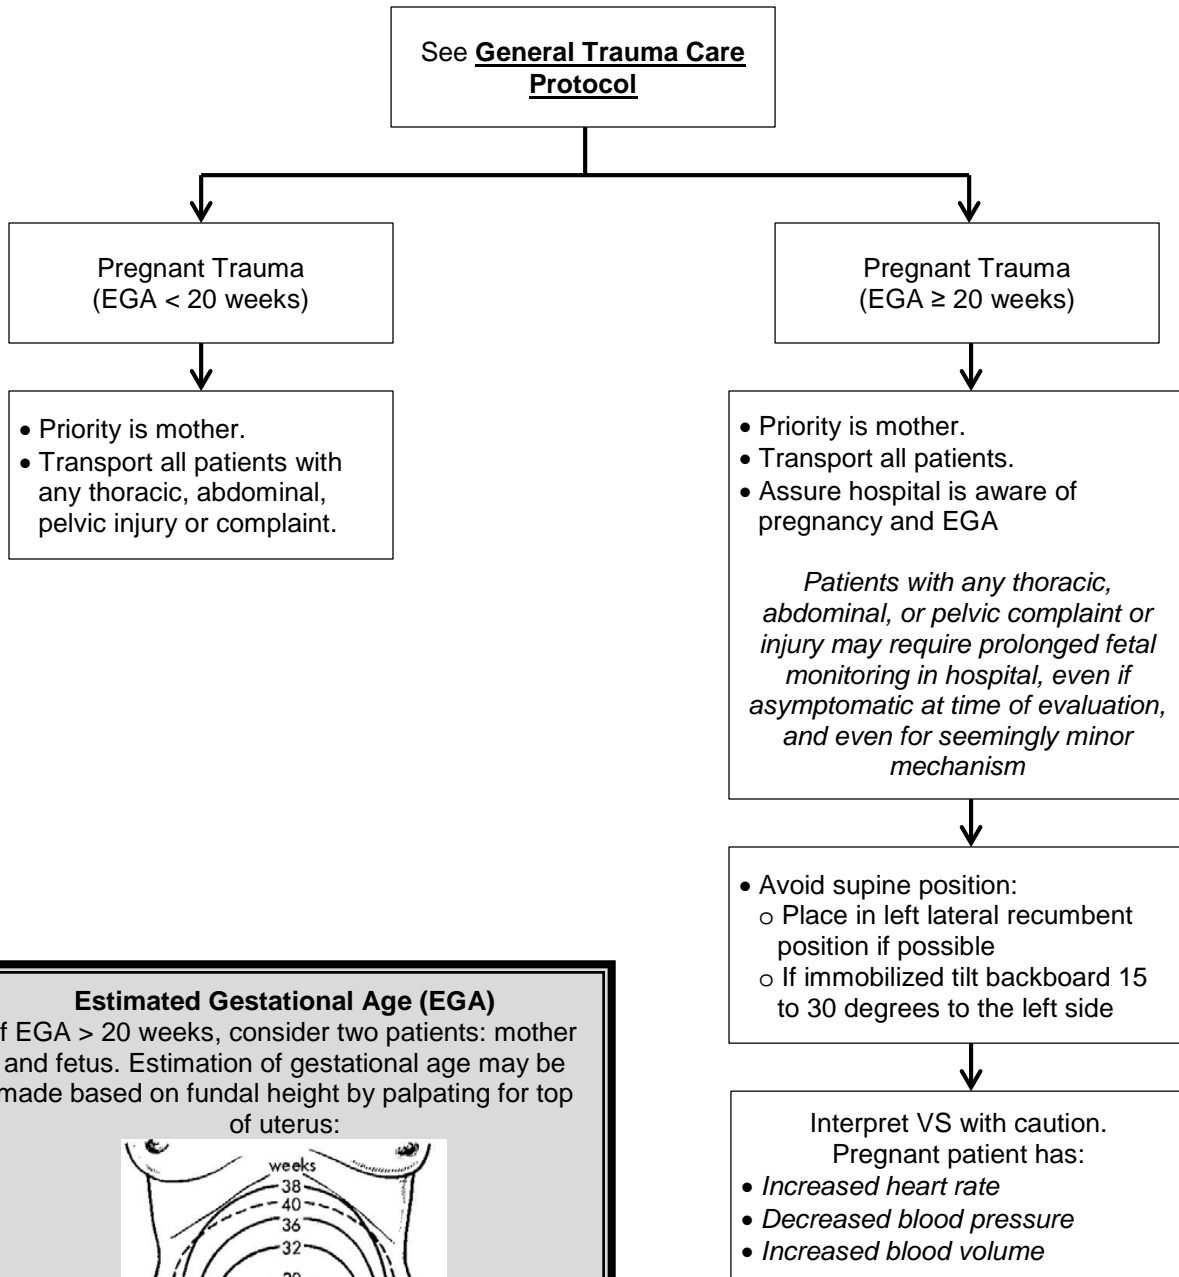 See General Trauma Care
Protocol
Pregnant Trauma
(EGA < 20 weeks)
Pregnant Trauma
(EGA ≥ 20 weeks)
• Priority is mother.
• Transport all patients with
any thoracic, abdominal,
pelvic injury or complaint.
• Priority is mother.
• Transport all patients.
• Assure hospital is aware of
pregnancy and EGA
Patients with any thoracic,
abdominal, or pelvic complaint or
injury may require prolonged fetal
monitoring in hospital, even if
asymptomatic at time of evaluation,
and even for seemingly minor
mechanism
• Avoid supine position:
o Place in left lateral recumbent
position if possible
o If immobilized tilt backboard 15
to 30 degrees to the left side
Estimated Gestational Age (EGA)
f EGA > 20 weeks, consider two patients: mother
and fetus. Estimation of gestational age may be
made based on fundal height by palpating for top
of uterus:
weeks
38
40
36
32
Interpret VS with caution.
Pregnant patient has:
• Increased heart rate
• Decreased blood pressure
• Increased blood volume